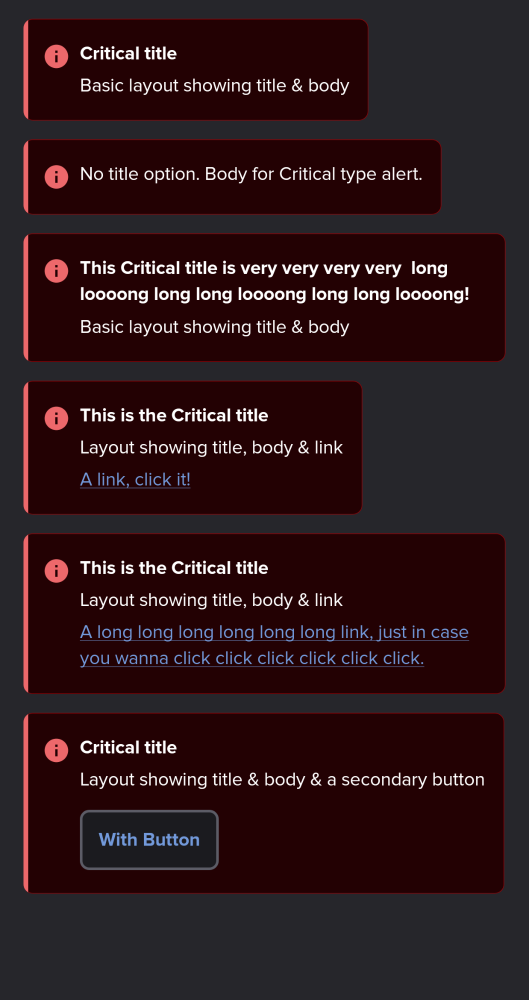 Critical title
Basic layout showing title & body
No title option. Body for Critical type alert.
This Critical title is very very very very  long
loooong long long loooong long long loooong!
Basic layout showing title & body
This is the Critical title
Layout showing title, body & link
A link, click it!
This is the Critical title
Layout showing title, body & link
A long long long long long long link, just in case
you wanna click click click click click click.
Critical title
Layout showing title & body & a secondary button
With Button